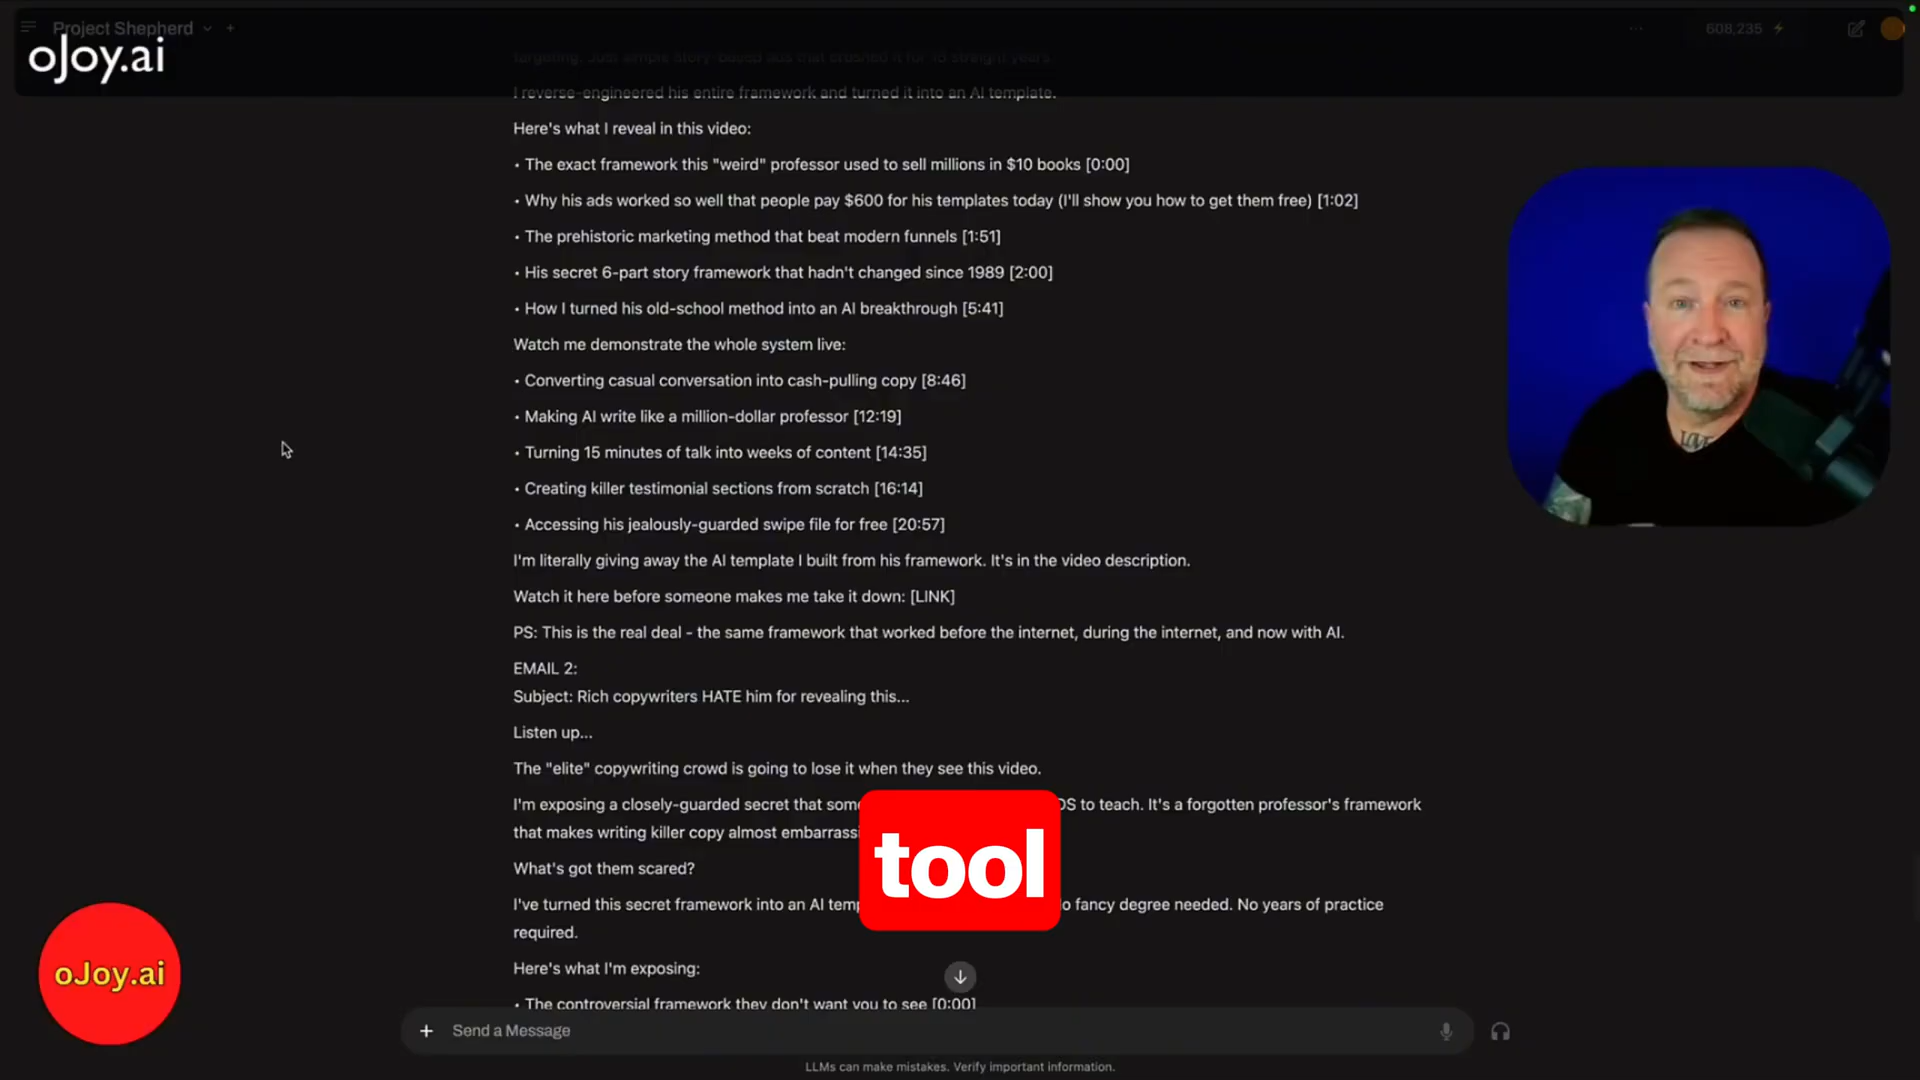 Project Shepherd
608,235
oJoy.ai
targeting. Just simple story-based ads that crushed it for 16 straight years.
I reverse-engineered his entire framework and turned it into an AI template.
Here's what I reveal in this video:
• The exact framework this "weird" professor used to sell millions in $10 books [0:00]
• Why his ads worked so well that people pay $600 for his templates today (I'll show you how to get them free) [1:02]
• The prehistoric marketing method that beat modern funnels [1:51]
• His secret 6-part story framework that hadn't changed since 1989 [2:00]
• How I turned his old-school method into an AI breakthrough [5:41]
Watch me demonstrate the whole system live:
• Converting casual conversation into cash-pulling copy [8:46]
• Making AI write like a million-dollar professor [12:19]
• Turning 15 minutes of talk into weeks of content [14:35]
• Creating killer testimonial sections from scratch [16:14]
• Accessing his jealously-guarded swipe file for free [20:57]
I'm literally giving away the AI template I built from his framework. It's in the video description.
Watch it here before someone makes me take it down: [LINK]
PS: This is the real deal - the same framework that worked before the internet, during the internet, and now with AI.
EMAIL 2:
Subject: Rich copywriters HATE him for revealing this...
Listen up...
The "elite" copywriting crowd is going to lose it when they see this video.
I'm exposing a closely-guarded secret that som to teach. It's a forgotten professor's framework
that makes writing killer copy almost
What's got them scared?
I've turned this secret framework into an AI fancy degree needed. No years of practice
required.
tool
Here's what I'm exposing:
• The controversial framework they don't want you to see [0:00]
Send a Message
LLMs can make mistakes. Verify important information.
oJoy.ai
LOVE